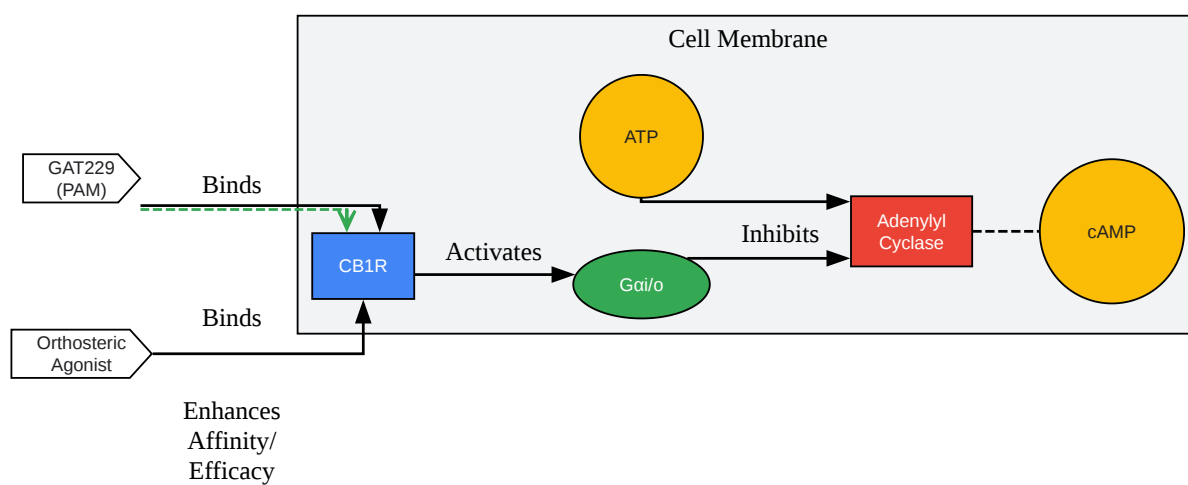 Cell Membrane
ATP
GAT229
(PAM)
Binds
Adenylyl
Cyclase
cAMP
Inhibits
Activates
CB1R
Gαi/o
Binds
Orthosteric
Agonist
Enhances
Affinity/
Efficacy